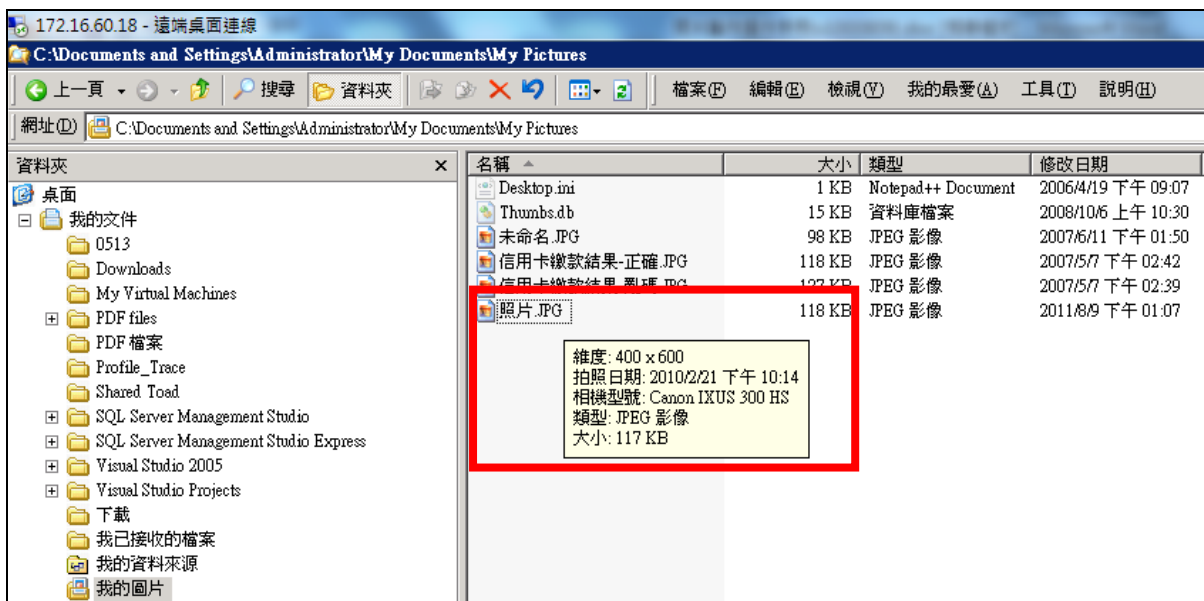 172.16.60.18 - 遠端桌面連線
C:\Documents and Settings\Administrator\My Documents\My Pictures
上一頁 搜尋 資料夾 檔案(F) 編輯(E) 檢視(V) 我的最愛(A) 工具(T) 說明(H)
網址(D) C:\Documents and Settings\Administrator\My Documents\My Pictures
資料夾 x 名稱 大小 類型 修改日期
桌面
我的文件
0513
Downloads
My Virtual Machines
PDF files
PDF 檔案
Profile_Trace
Shared Toad
SQL Server Management Studio
SQL Server Management Studio Express
Visual Studio 2005
Visual Studio Projects
下載
我已接收的檔案
我的資料來源
我的圖片
Desktop.ini 1 KB Notepad++ Document 2006/4/19 下午 09:07
Thumbs.db 15 KB 資料庫檔案 2008/10/6 上午 10:30
未命名.JPG 98 KB JPEG 影像 2007/6/11 下午 01:50
信用卡繳款結果-正確.JPG 118 KB JPEG 影像 2007/5/7 下午 02:42
信用卡繳款結果-亂碼.JPG 127 KB JPEG 影像 2007/5/7 下午 02:39
照片.JPG 118 KB JPEG 影像 2011/8/9 下午 01:07
維度: 400 x 600
拍照日期: 2010/2/21 下午 10:14
相機型號: Canon IXUS 300 HS
類型: JPEG 影像
大小: 117 KB